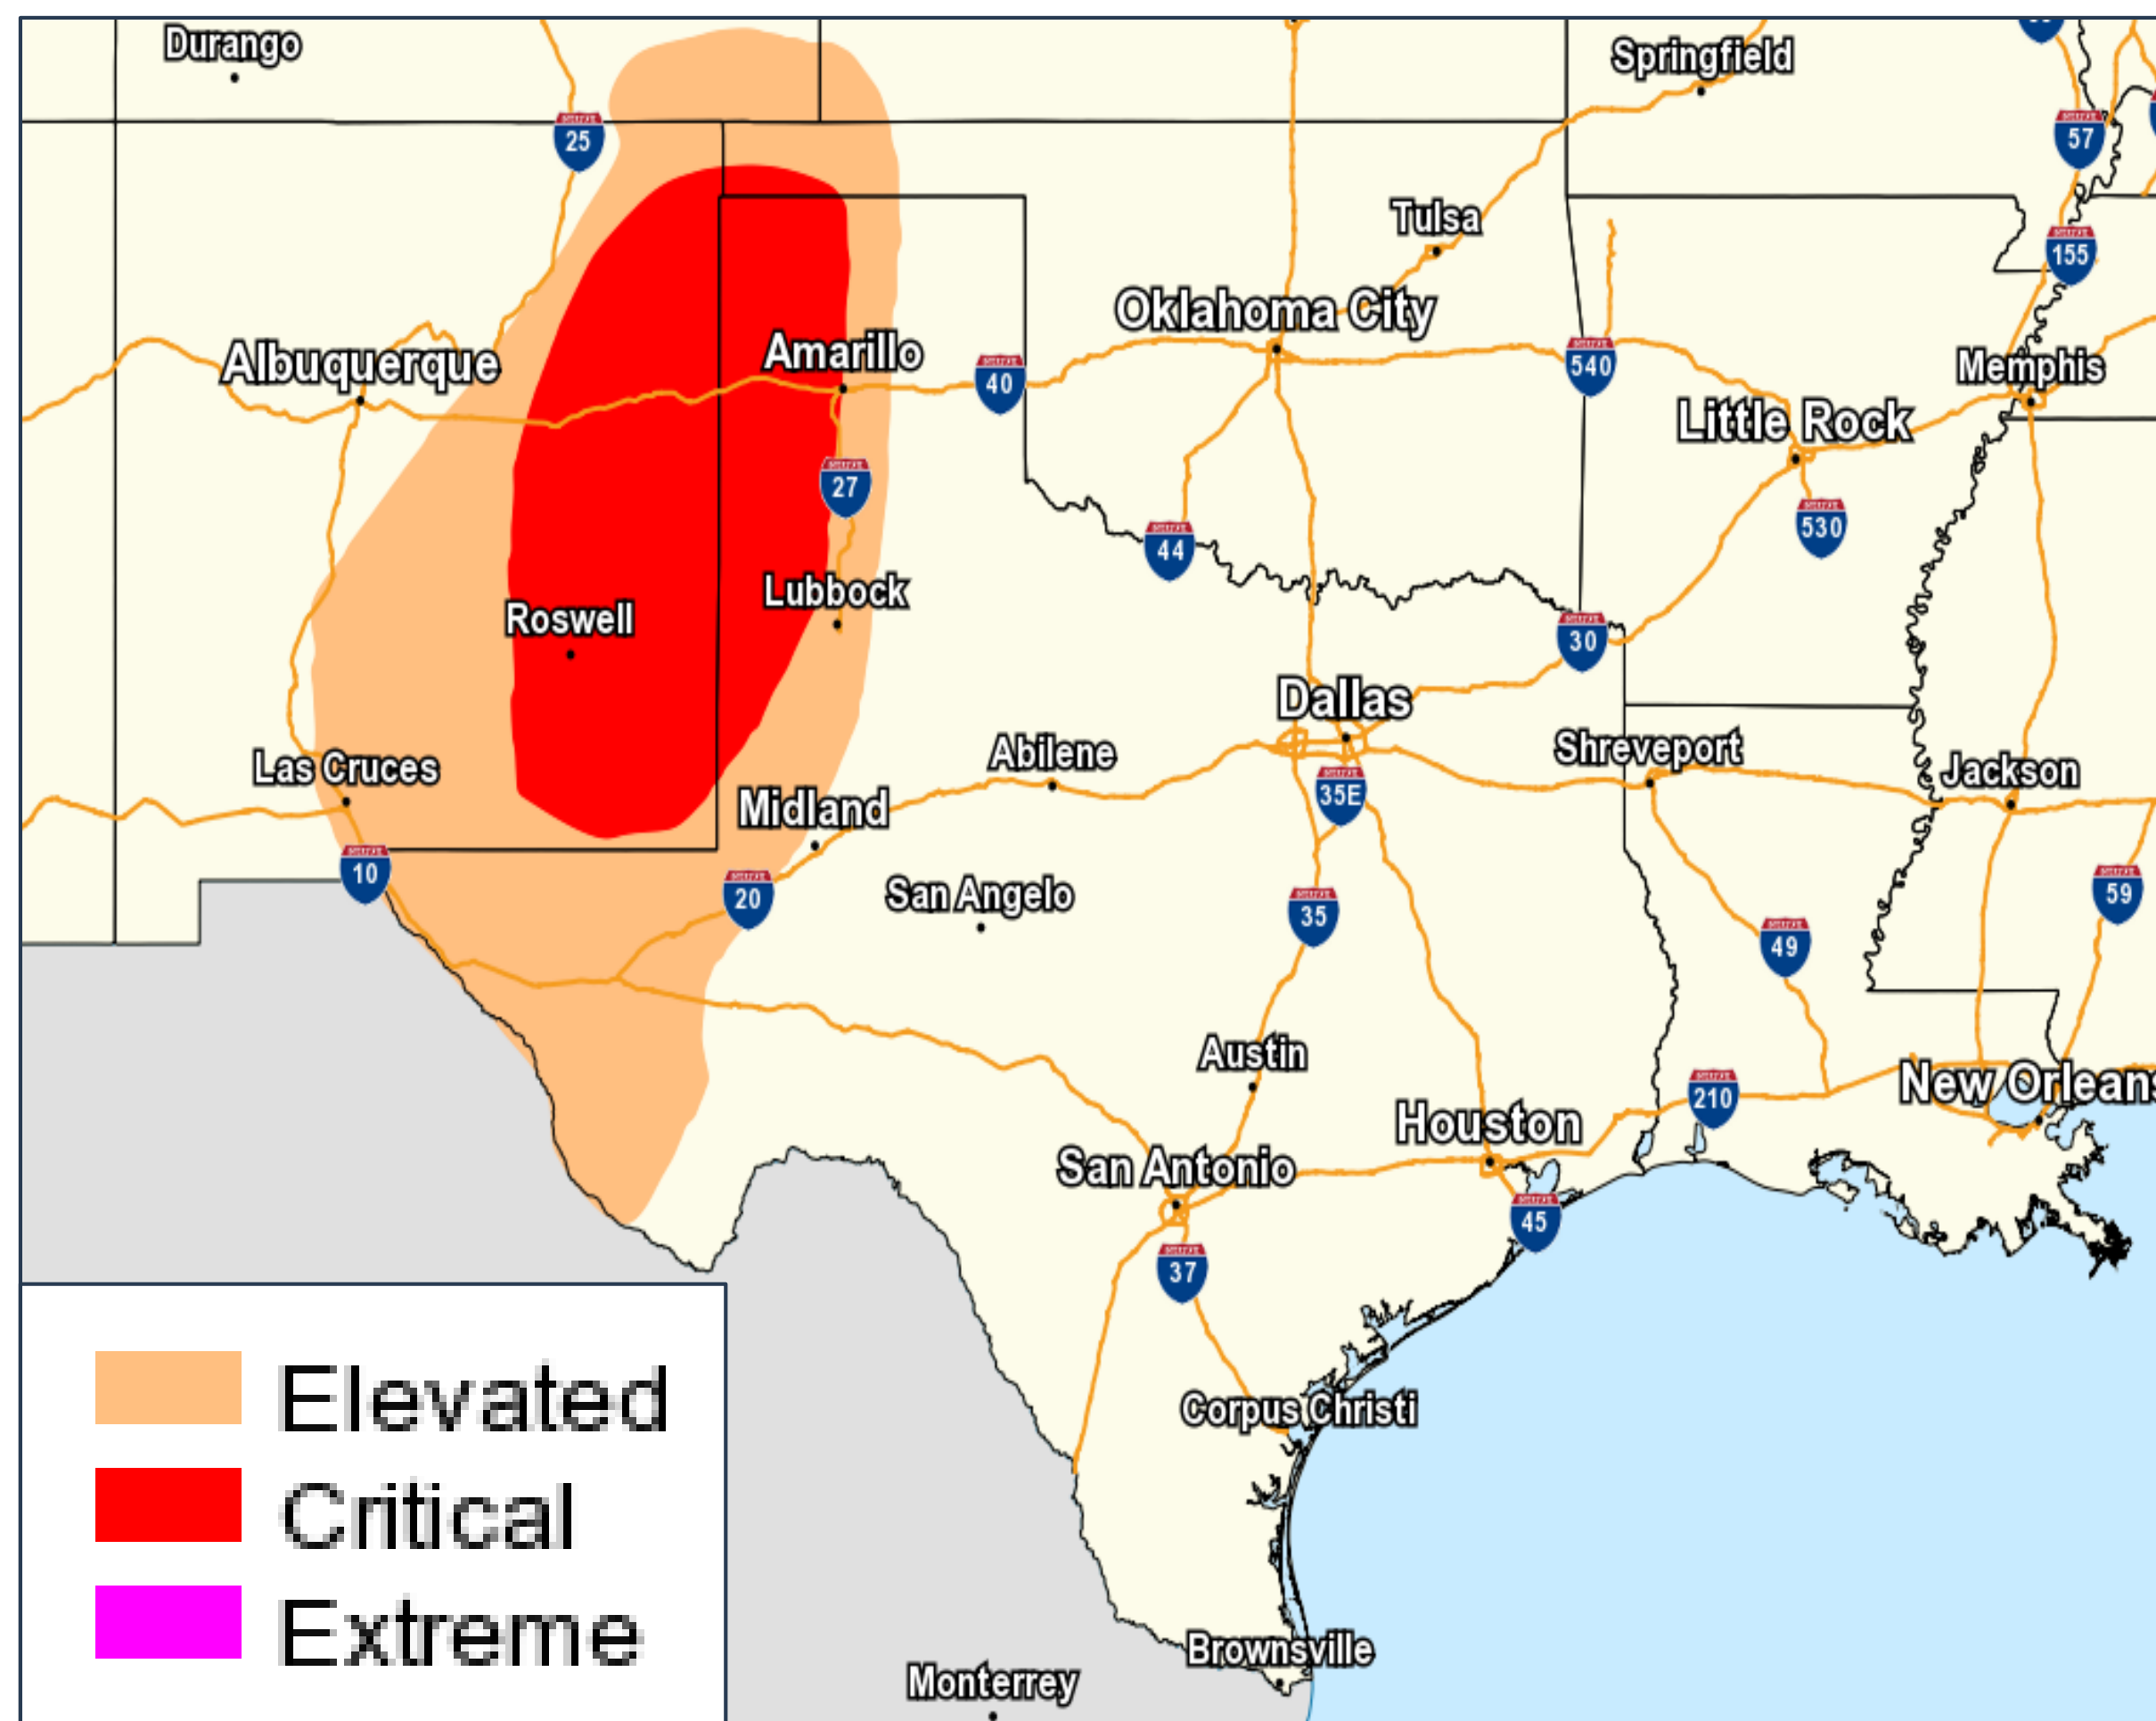 Durango
Springfield
25
57
Tulsa
155
Oklahoma City
Albuquerque
Amarillo
40
540
Memphis
Little Rock
27
530
44
Lubbock
Roswell
30
Dallas
Shreveport
Las Cruces
Abilene
Jackson
Midland
35E
10
20
San Angelo
35
59
49
Austin
210
New Orleans
Houston
San Antonio
45
37
Elevated
Corpus Christi
Critical
Extreme
Brownsville
Monterrey